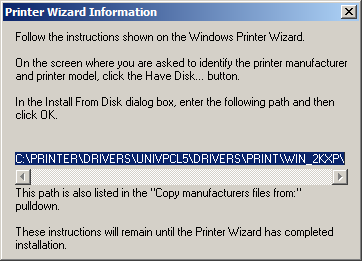 Printer Wizard Information
Follow the instructions shown on the Windows Printer Wizard.
On the screen where you are asked to identify the printer manufacturer
and printer model, click the Have Disk... button.
In the Install From Disk dialog box, enter the following path and then
click OK.
C:\PRINTER\DRIVERS\UNIVPCL5\DRIVERS\PRINT\WIN_2KXP\
This path is also listed in the "Copy manufacturers files from:"
pulldown.
These instructions will remain until the Printer Wizard has completed
installation.